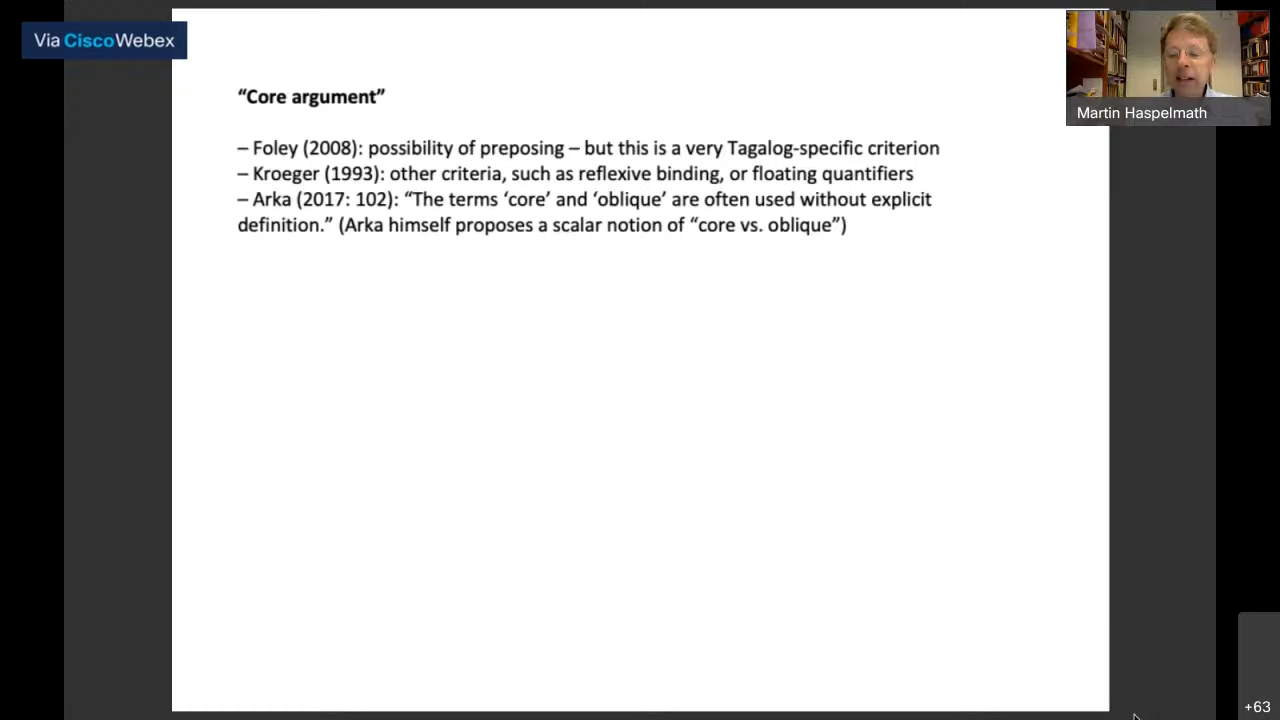 Via CiscoWebex
Martin Haspelmath
“Core argument”
– Foley (2008): possibility of preposing – but this is a very Tagalog-specific criterion
– Kroeger (1993): other criteria, such as reflexive binding, or floating quantifiers
– Arka (2017: 102): “The terms ‘core’ and ‘oblique’ are often used without explicit
definition.” (Arka himself proposes a scalar notion of “core vs. oblique”)
+63